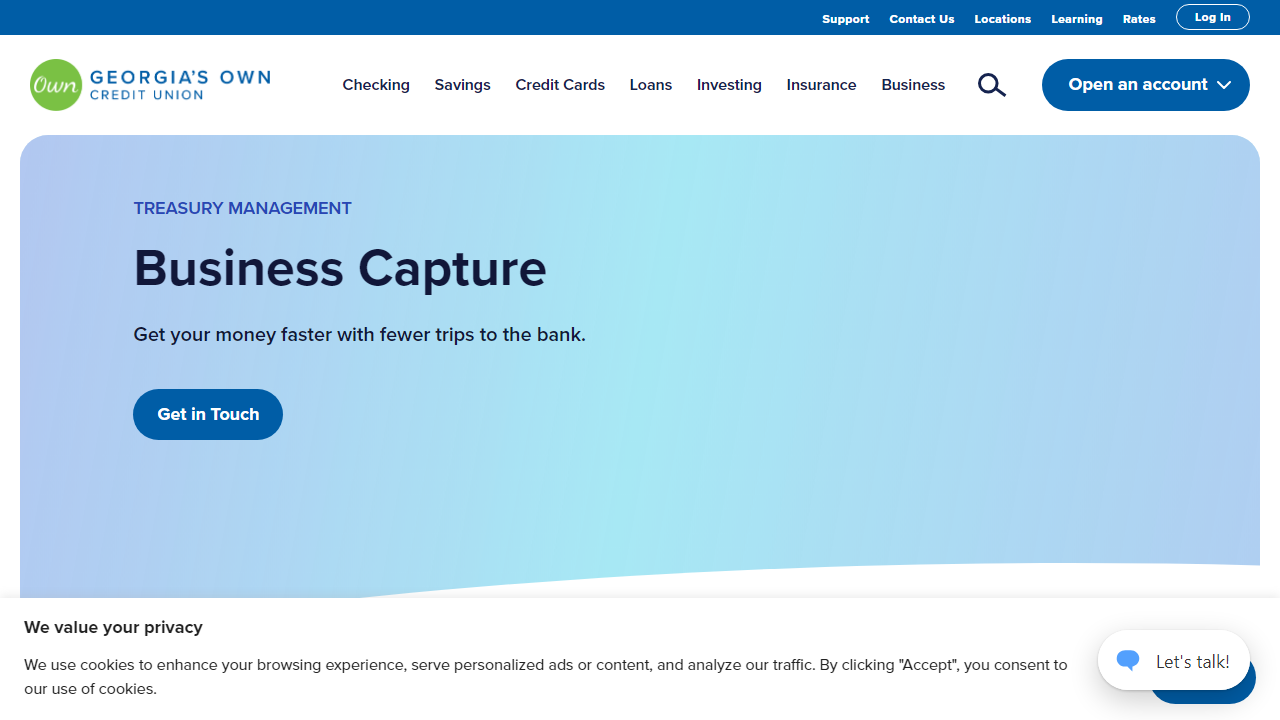 Support Contact Us Locations Learning Rates Log In
Own GEORGIA'S OWN
CREDIT UNION
Checking Savings Credit Cards Loans Investing Insurance Business Open an account
TREASURY MANAGEMENT
Business Capture
Get your money faster with fewer trips to the bank.
Get in Touch
We value your privacy
We use cookies to enhance your browsing experience, serve personalized ads or content, and analyze our traffic. By clicking "Accept", you consent to
our use of cookies.
Let's talk!